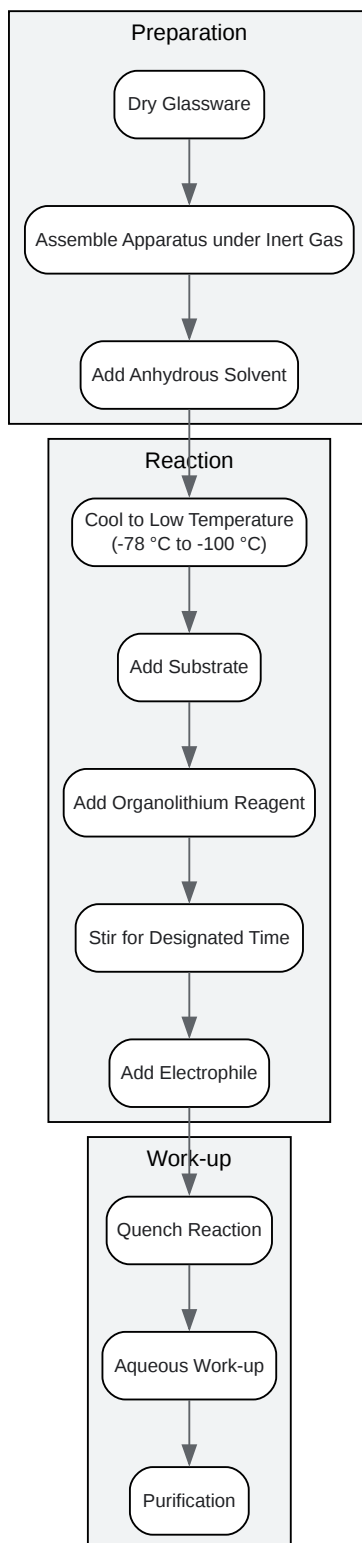 Preparation
Dry Glassware
Assemble Apparatus under Inert Gas
Add Anhydrous Solvent
Reaction
Cool to Low Temperature
(-78 °C to -100 °C)
Add Substrate
Add Organolithium Reagent
Stir for Designated Time
Add Electrophile
Work-up
Quench Reaction
Aqueous Work-up
Purification